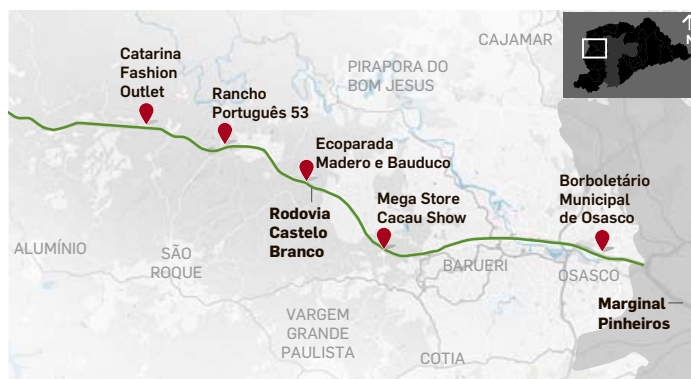 CAJAMAR
N
Catarina
Fashion
Outlet
PIRAPORA DO
BOM JESUS
Rancho
Português 53
Ecoparada
Madero e Bauduco
Borboletário
Municipal
de Osasco
Mega Store
Cacau Show
Rodovia
Castelo
Branco
ALUMÍNIO
SÃO
ROQUE
BARUERI
OSASCO
Marginal
Pinheiros
VARGEM
GRANDE
PAULISTA
COTIA